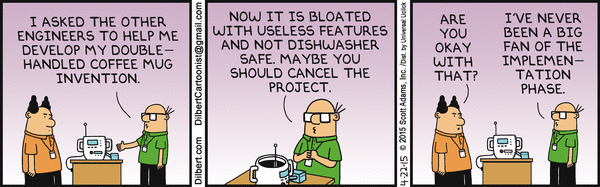 I ASKED THE OTHER
ENGINEERS TO HELP ME
DEVELOP MY DOUBLE-
HANDLED COFFEE MUG
INVENTION.
Dilbert.com DilbertCartoonist@gmail.com
NOW IT IS BLOATED
WITH USELESS FEATURES
AND NOT DISHWASHER
SAFE. MAYBE YOU
SHOULD CANCEL THE
PROJECT.
4-22-15 © 2015 Scott Adams, Inc. /Dist. by Universal Uclick
ARE
YOU
OKAY
WITH
THAT?
I'VE NEVER
BEEN A BIG
FAN OF THE
IMPLEMEN-
TATION
PHASE.